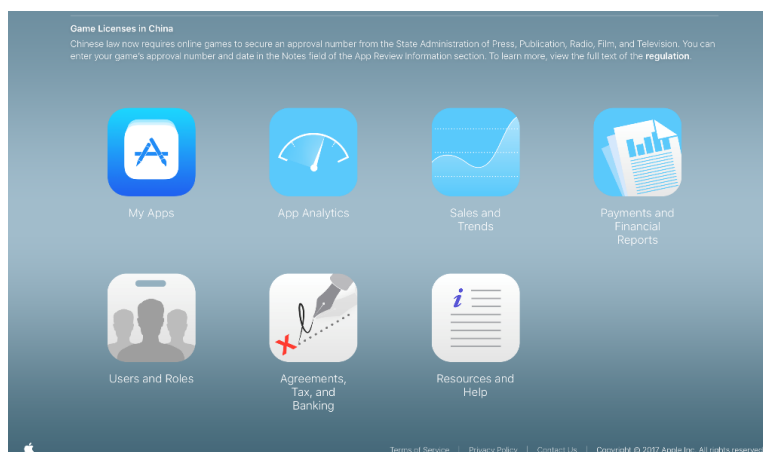 Game Licenses in China
Chinese law now requires online games to secure an approval number from the State Administration of Press, Publication, Radio, Film, and Television. You can
enter your game's approval number and date in the Notes field of the App Review Information section. To learn more, view the full text of the regulation.
My Apps
App Analytics
Sales and
Trends
Payments and
Financial
Reports
Users and Roles
Agreements,
Tax, and
Banking
Resources and
Help
Terms of Service | Privacy Policy | Contact Us | Copyright © 2017 Apple Inc. All rights reserved